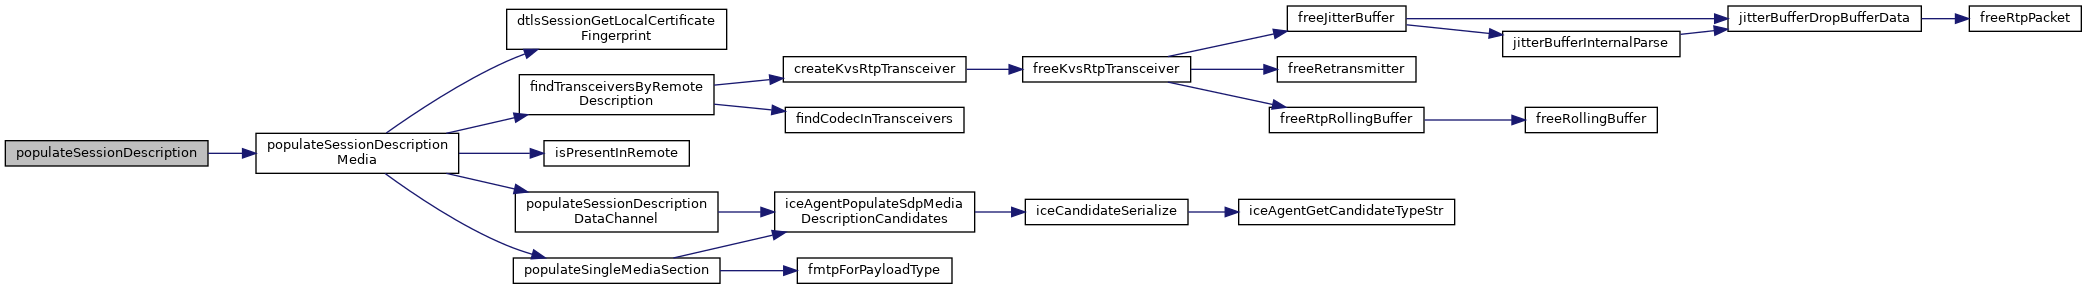 populateSessionDescription
populateSessionDescription
Media
dtlsSessionGetLocalCertificate
Fingerprint
findTransceiversByRemote
Description
isPresentInRemote
populateSessionDescription
DataChannel
populateSingleMediaSection
createKvsRtpTransceiver
findCodecInTransceivers
iceAgentPopulateSdpMedia
DescriptionCandidates
fmtpForPayloadType
freeKvsRtpTransceiver
iceCandidateSerialize
freeJitterBuffer
freeRetransmitter
freeRtpRollingBuffer
iceAgentGetCandidateTypeStr
jitterBufferInternalParse
freeRollingBuffer
jitterBufferDropBufferData
freeRtpPacket